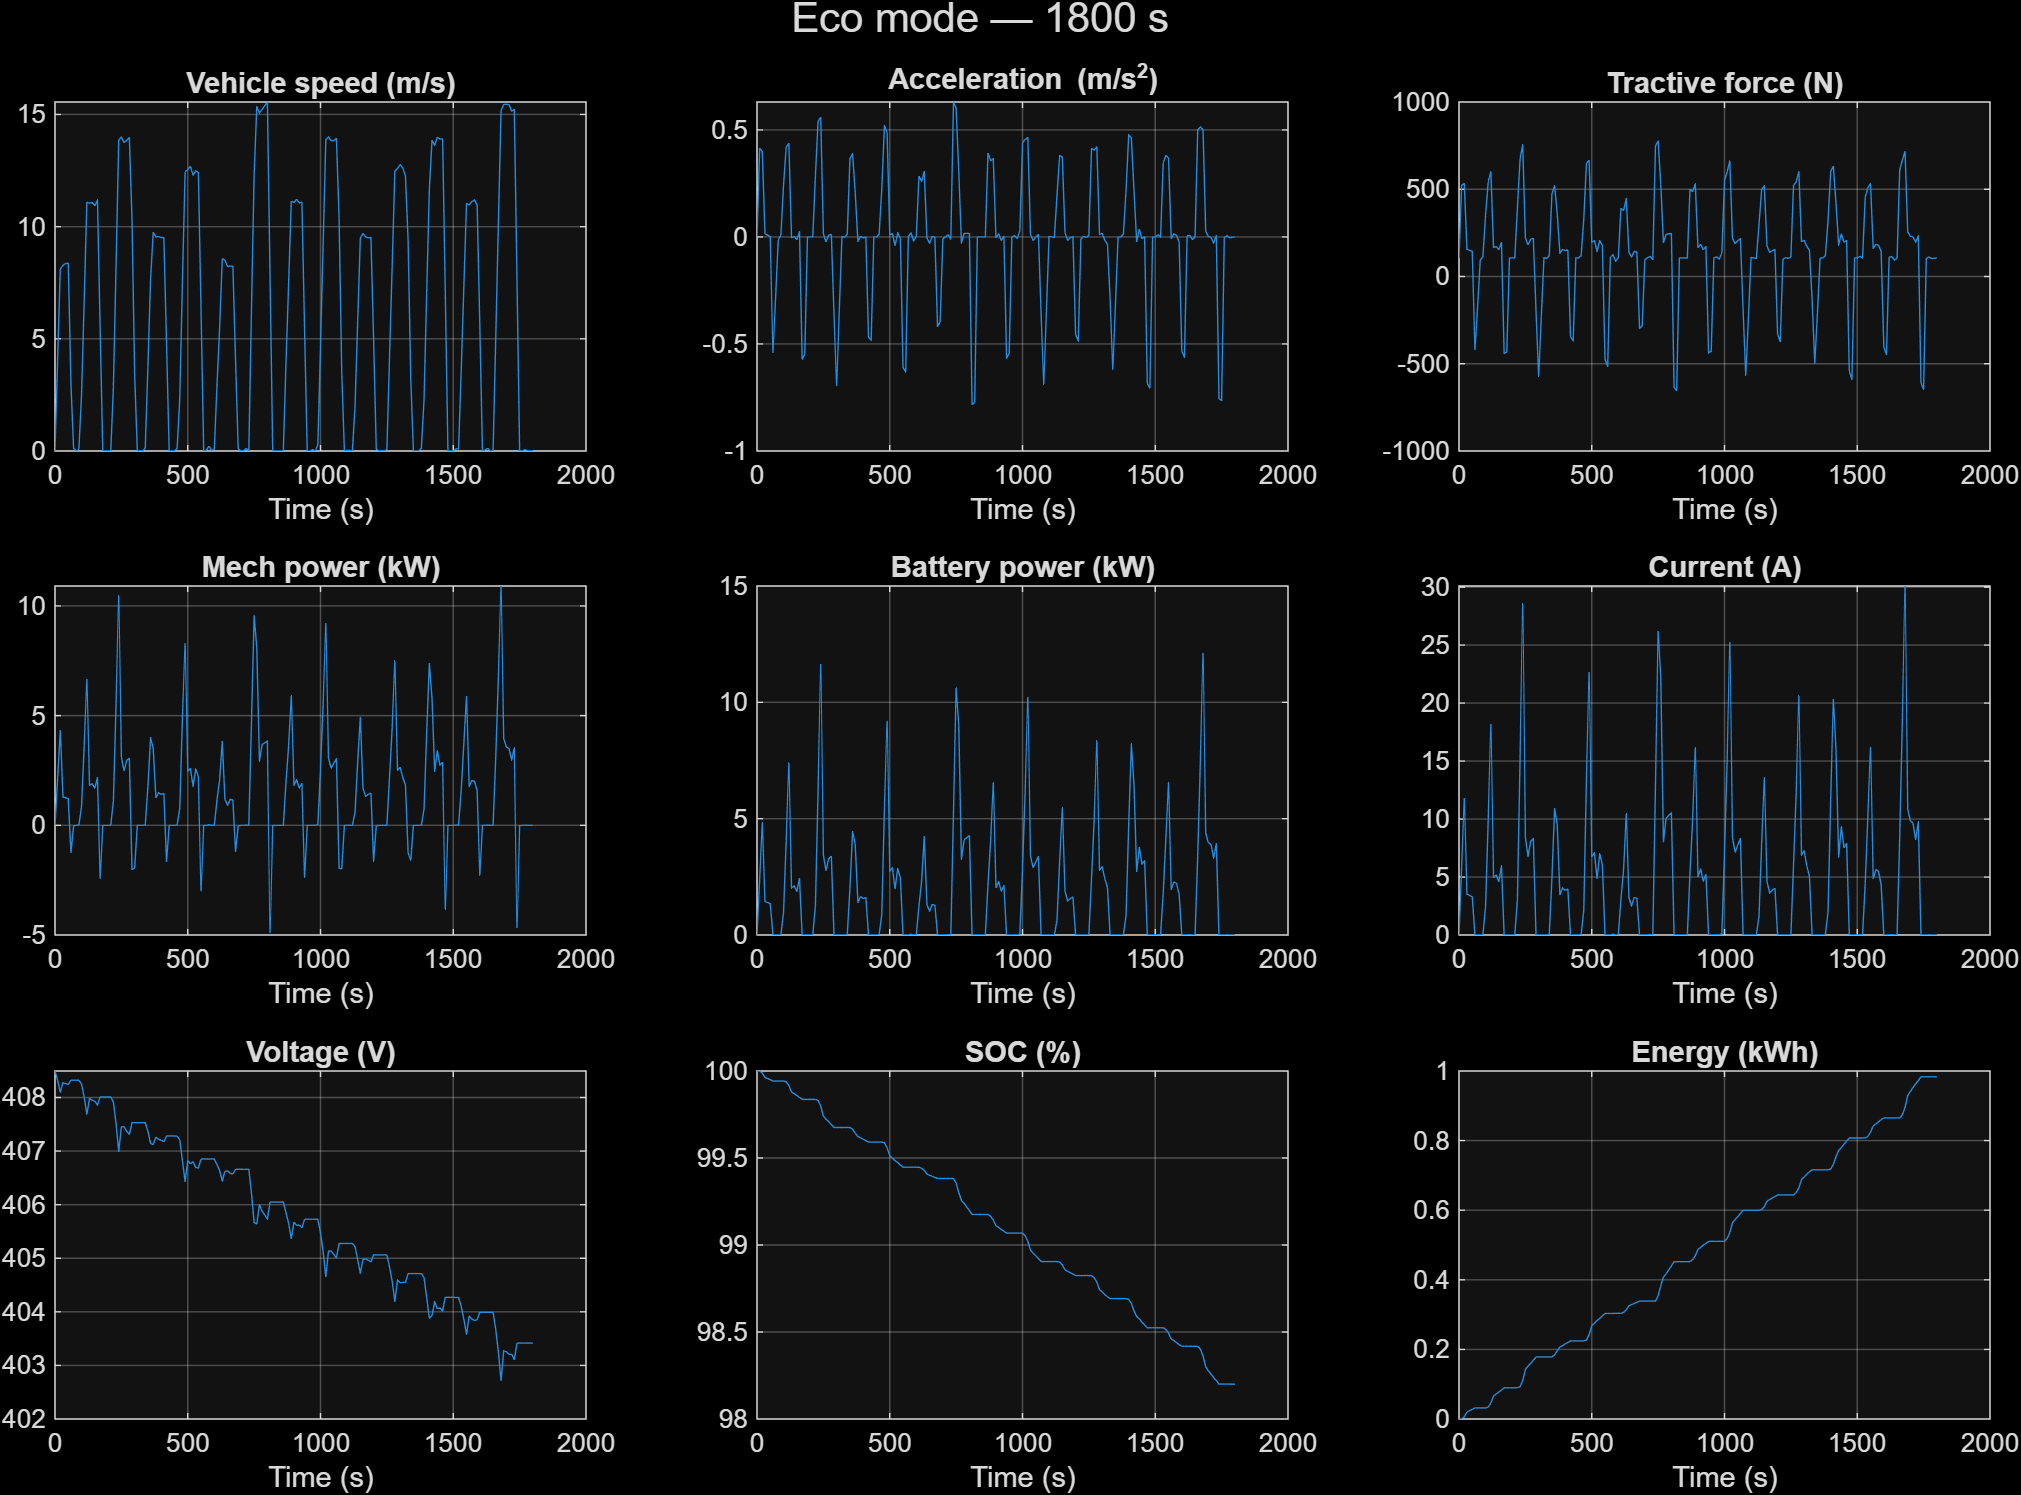 Eco mode — 1800 s
Vehicle speed (m/s)
15
10
5
0
0 500 1000 1500 2000
Time (s)
Acceleration (m/s²)
0.5
0
-0.5
-1
0 500 1000 1500 2000
Time (s)
Tractive force (N)
1000
500
0
-500
-1000
0 500 1000 1500 2000
Time (s)
Mech power (kW)
10
5
0
-5
0 500 1000 1500 2000
Time (s)
Battery power (kW)
15
10
5
0
0 500 1000 1500 2000
Time (s)
Current (A)
30
25
20
15
10
5
0
0 500 1000 1500 2000
Time (s)
Voltage (V)
408
407
406
405
404
403
402
0 500 1000 1500 2000
Time (s)
SOC (%)
100
99.5
99
98.5
98
0 500 1000 1500 2000
Time (s)
Energy (kWh)
1
0.8
0.6
0.4
0.2
0
0 500 1000 1500 2000
Time (s)